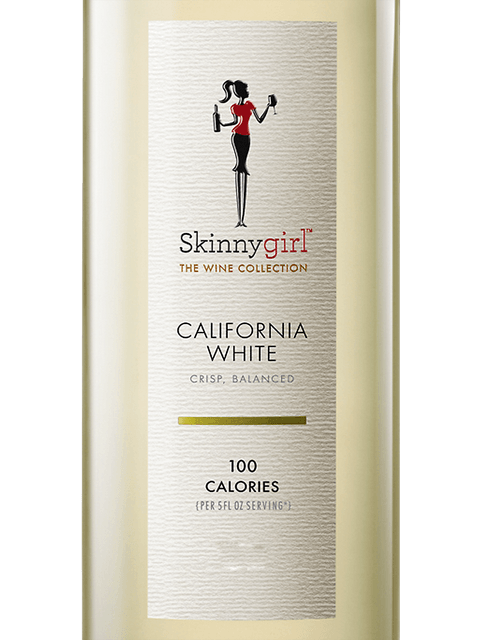 Skinnygirl™
THE WINE COLLECTION
CALIFORNIA
WHITE
CRISP, BALANCED
100
CALORIES
(PER 5FL OZ SERVING*)